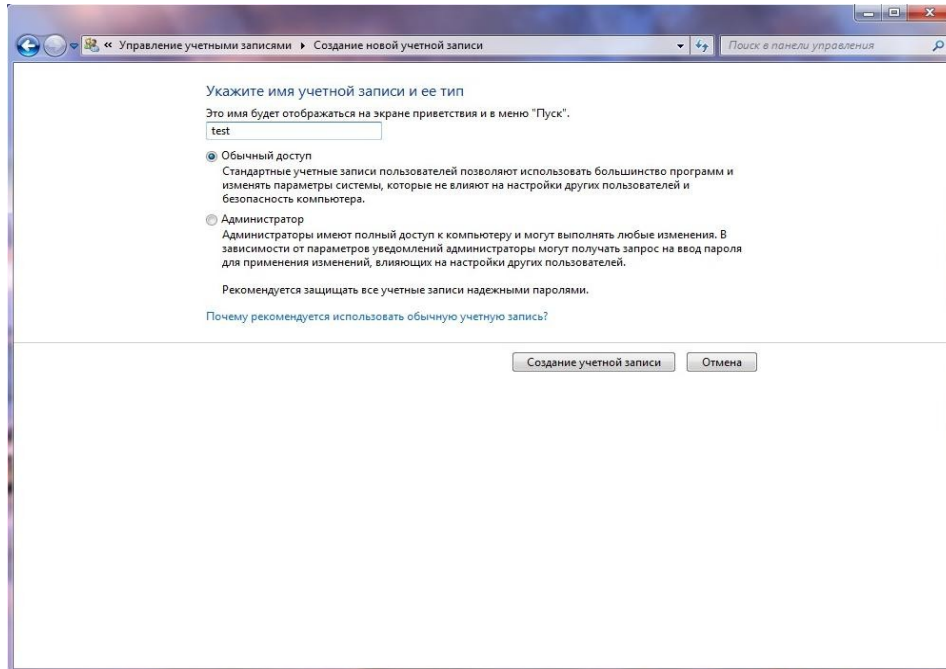 « Управление учетными записями ▸ Создание новой учетной записи
Поиск в панели управления
Укажите имя учетной записи и ее тип
Это имя будет отображаться на экране приветствия и в меню "Пуск".
test
Обычный доступ
Стандартные учетные записи пользователей позволяют использовать большинство программ и
изменять параметры системы, которые не влияют на настройки других пользователей и
безопасность компьютера.
Администратор
Администраторы имеют полный доступ к компьютеру и могут выполнять любые изменения. В
зависимости от параметров уведомлений администраторы могут получать запрос на ввод пароля
для применения изменений, влияющих на настройки других пользователей.
Рекомендуется защищать все учетные записи надежными паролями.
Почему рекомендуется использовать обычную учетную запись?
Создание учетной записи Отмена